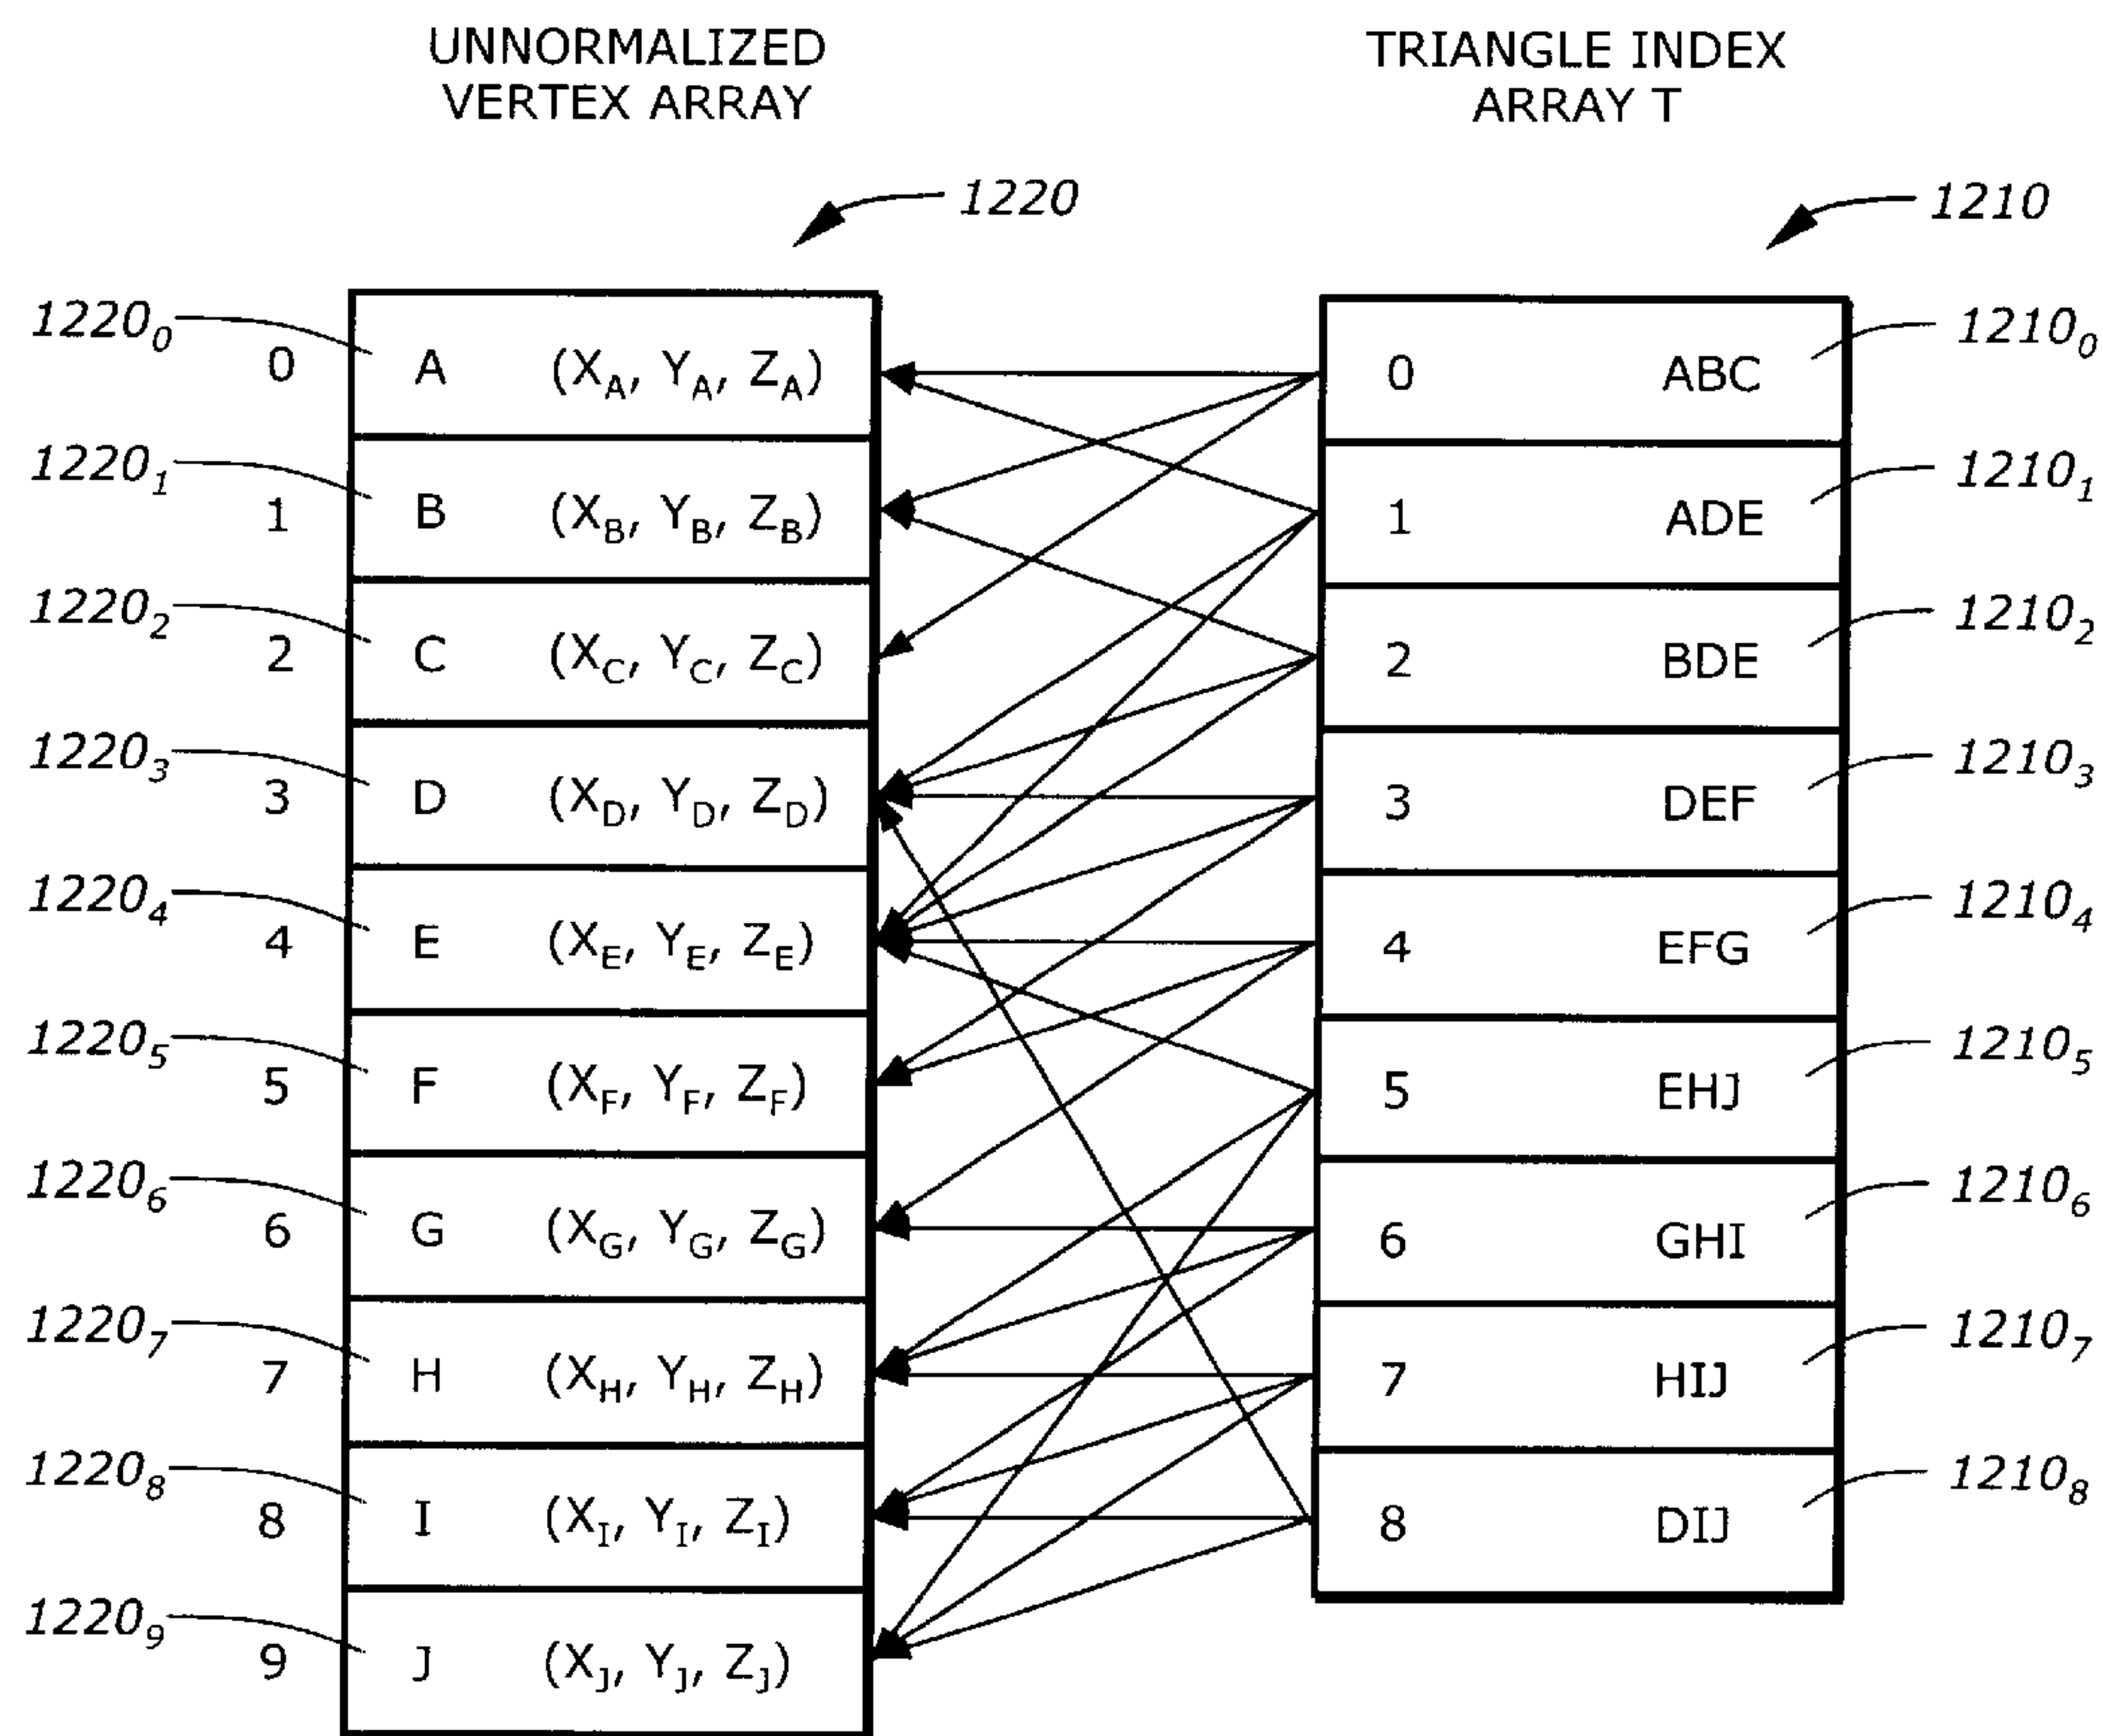 UNNORMALIZED
VERTEX ARRAY
TRIANGLE INDEX
ARRAY T
1220
1210
1220₀ 0 A (X_A, Y_A, Z_A)
0 ABC 1210₀
1220₁ 1 B (X_B, Y_B, Z_B)
1 ADE 1210₁
1220₂ 2 C (X_C, Y_C, Z_C)
2 BDE 1210₂
1220₃ 3 D (X_D, Y_D, Z_D)
3 DEF 1210₃
1220₄ 4 E (X_E, Y_E, Z_E)
4 EFG 1210₄
1220₅ 5 F (X_F, Y_F, Z_F)
5 EHJ 1210₅
1220₆ 6 G (X_G, Y_G, Z_G)
6 GHI 1210₆
1220₇ 7 H (X_H, Y_H, Z_H)
7 HIJ 1210₇
1220₈ 8 I (X_I, Y_I, Z_I)
8 DIJ 1210₈
1220₉ 9 J (X_J, Y_J, Z_J)